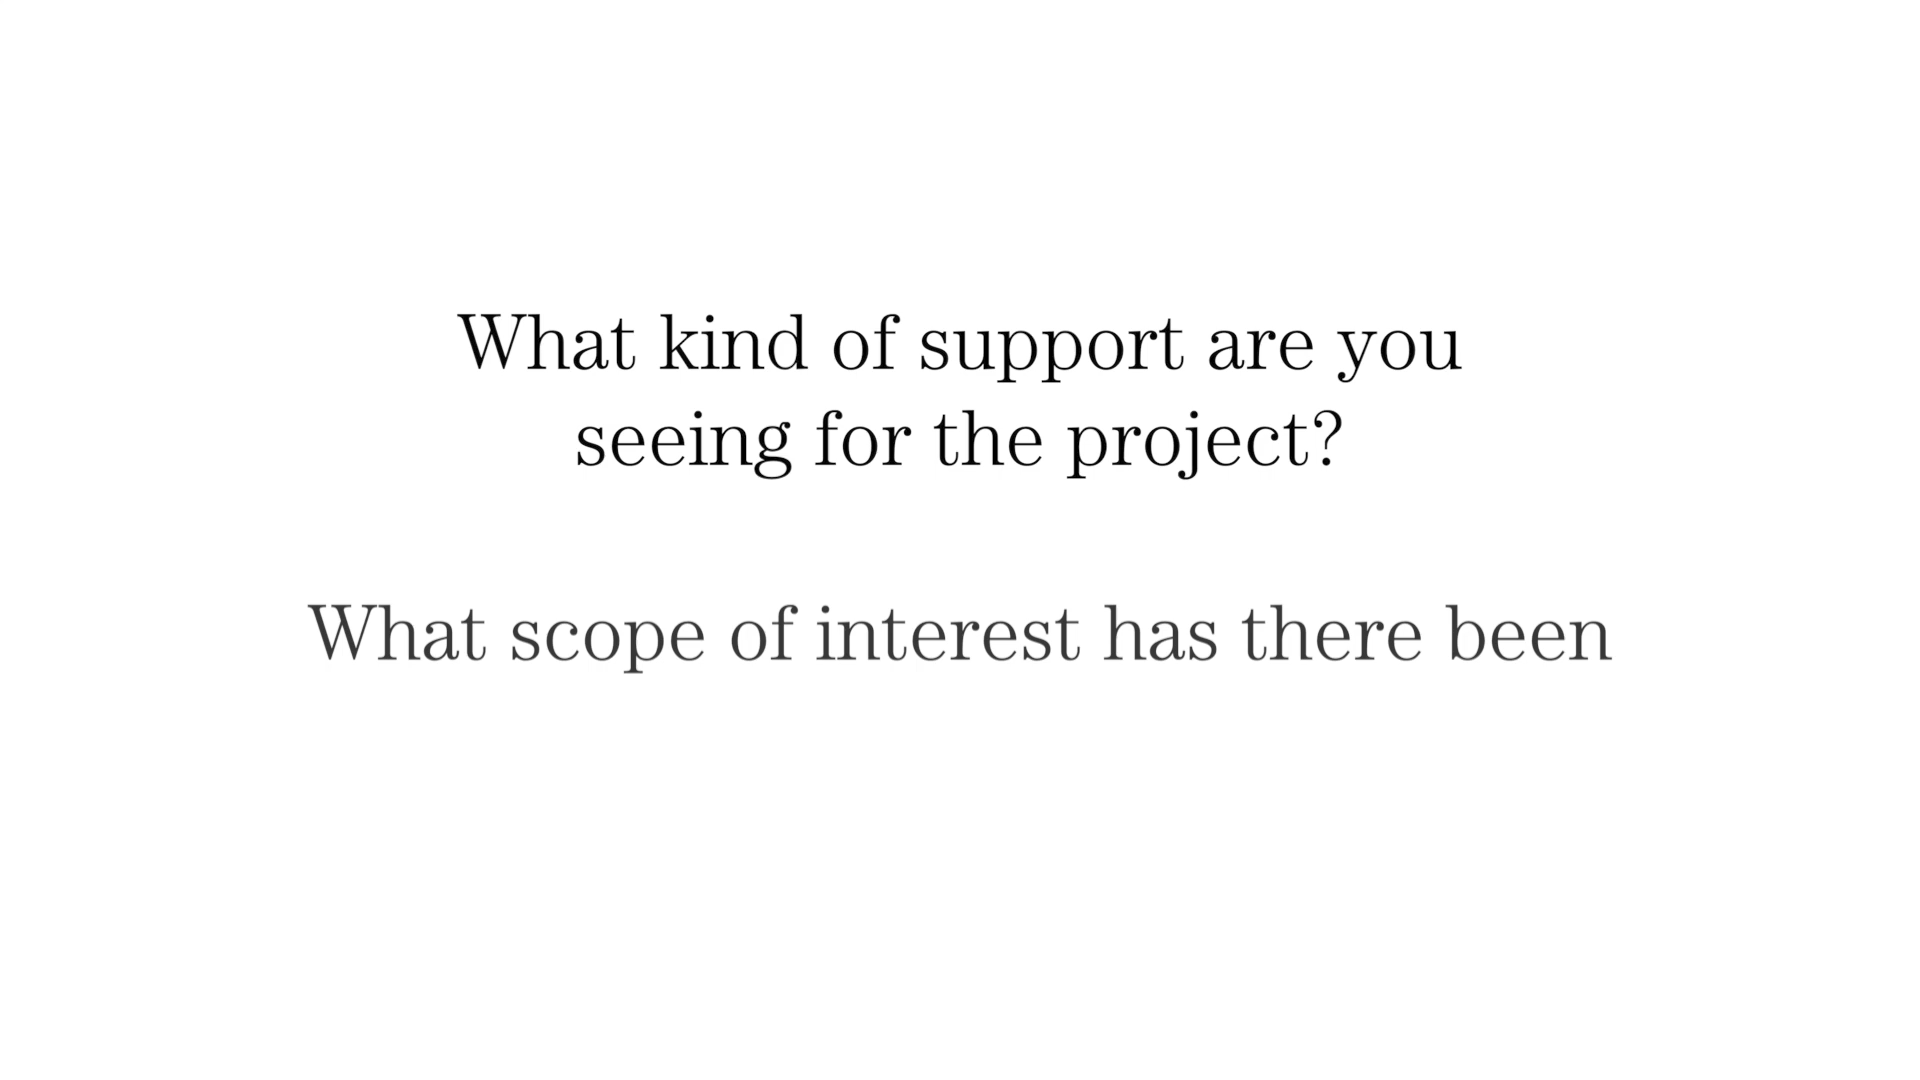 What kind of support are you
seeing for the project?
What scope of interest has there been